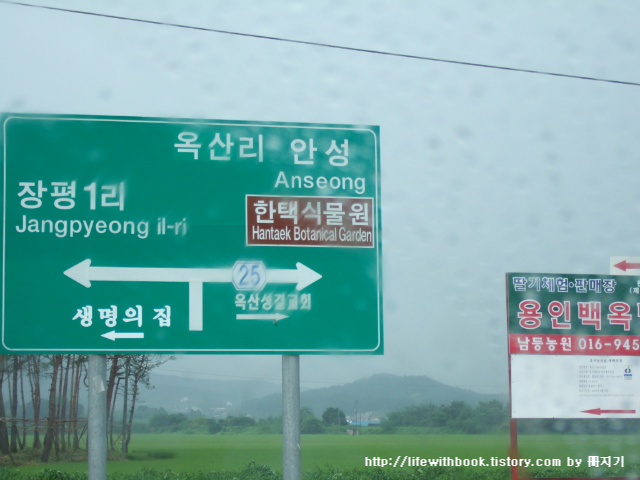 옥산리 안성
Anseong
장평1리
Jangpyeong il-ri
한택식물원
Hantaek Botanical Garden
25
옥산성결교회
생명의 집
딸기체험·판매장
용인백옥
남등농원 016-945
http://lifewithbook.tistory.com by 冊지기